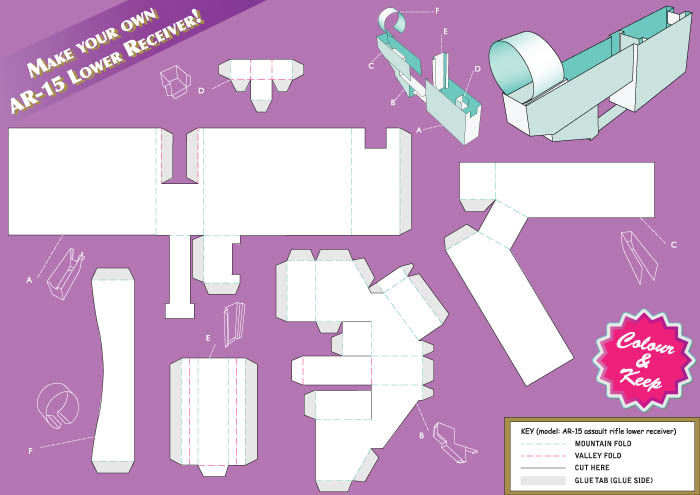 MAKE YOUR OWN
AR-15 LOWER RECEIVER!
F
E
C
D
D
B
A
A
C
E
F
B
Colour
&
Keep
KEY (model: AR-15 assault rifle lower receiver)
MOUNTAIN FOLD
VALLEY FOLD
CUT HERE
GLUE TAB (GLUE SIDE)